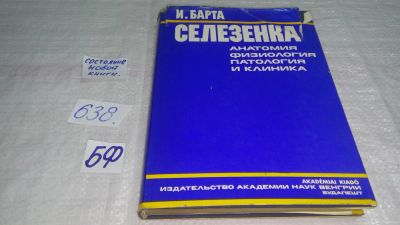 И. БАРТА
СЕЛЕЗЕНКА
АНАТОМИЯ
ФИЗИОЛОГИЯ
ПАТОЛОГИЯ
И КЛИНИКА
AKADÉMIAI KIADÓ
ИЗДАТЕЛЬСТВО АКАДЕМИИ НАУК ВЕНГРИИ
БУДАПЕШТ
состояние
новой
книги.
638.
БФ